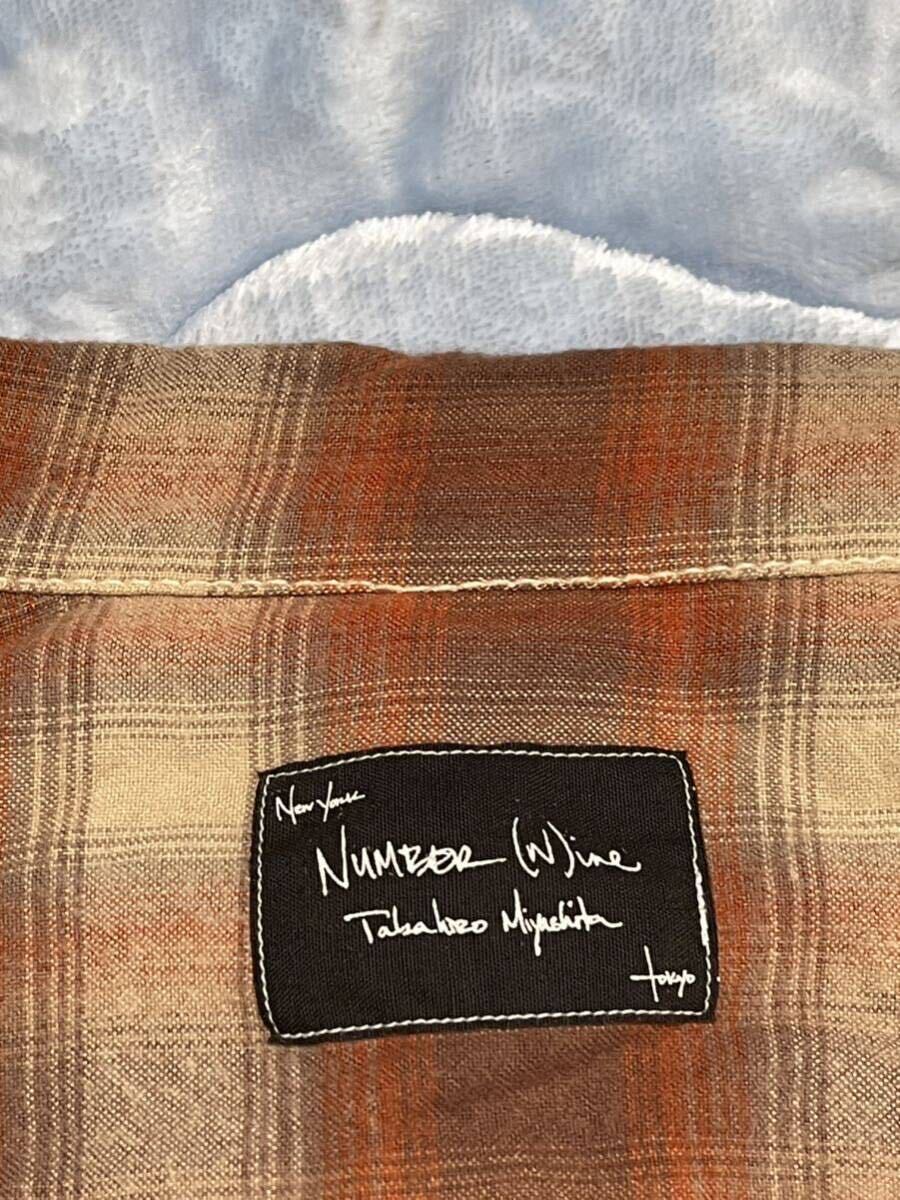 New York
NUMBER (N)ine
Takahiro Miyashita
tokyo